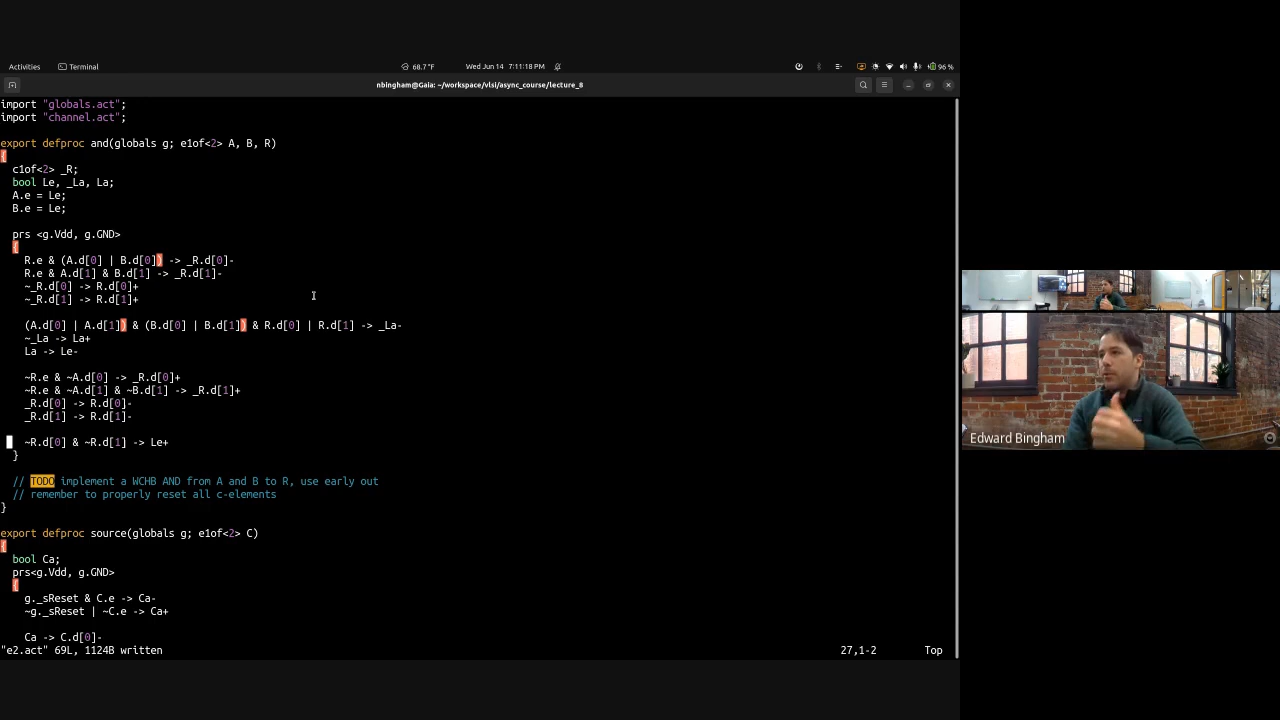 Activities Terminal 68.7 °F Wed Jun 14 7:11:18 PM 96 %
nbingham@Gaia: ~/workspace/vlsi/async_course/lecture_8
import "globals.act";
import "channel.act";
export defproc and(globals g; e1of<2> A, B, R)
{
c1of<2> _R;
bool Le, _La, La;
A.e = Le;
B.e = Le;
prs <g.Vdd, g.GND>
{
R.e & (A.d[0] | B.d[0]) -> _R.d[0]-
R.e & A.d[1] & B.d[1] -> _R.d[1]-
~_R.d[0] -> R.d[0]+
~_R.d[1] -> R.d[1]+
(A.d[0] | A.d[1]) & (B.d[0] | B.d[1]) & R.d[0] | R.d[1] -> _La-
~_La -> La+
La -> Le-
~R.e & ~A.d[0] -> _R.d[0]+
~R.e & ~A.d[1] & ~B.d[1] -> _R.d[1]+
_R.d[0] -> R.d[0]-
_R.d[1] -> R.d[1]-
~R.d[0] & ~R.d[1] -> Le+
}
// TODO implement a WCHB AND from A and B to R, use early out
// remember to properly reset all c-elements
}
export defproc source(globals g; e1of<2> C)
{
bool Ca;
prs<g.Vdd, g.GND>
{
g._sReset & C.e -> Ca-
~g._sReset | ~C.e -> Ca+
Ca -> C.d[0]-
"e2.act" 69L, 1124B written 27,1-2 Top
Edward Bingham